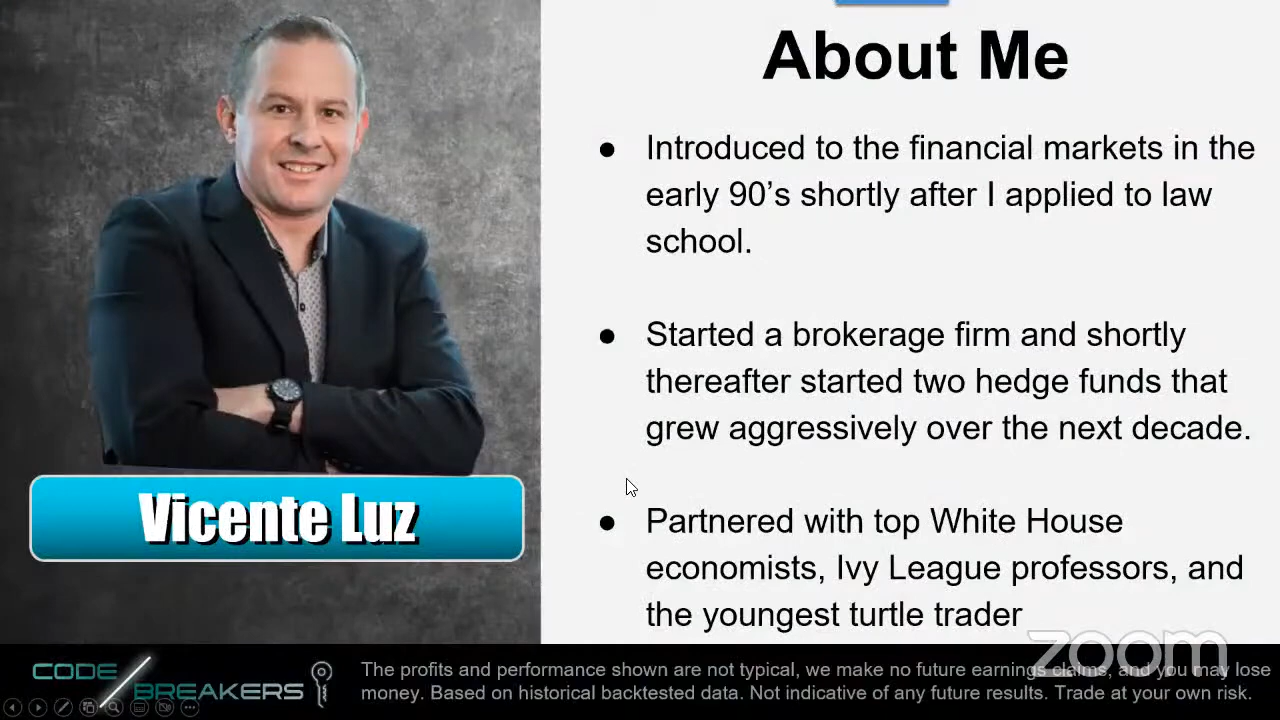 About Me
● Introduced to the financial markets in the
early 90’s shortly after I applied to law
school.
● Started a brokerage firm and shortly
thereafter started two hedge funds that
grew aggressively over the next decade.
● Partnered with top White House
economists, Ivy League professors, and
the youngest turtle trader
Vicente Luz
zoom
CODE
BREAKERS
The profits and performance shown are not typical, we make no future earnings claims, and you may lose
money. Based on historical backtested data. Not indicative of any future results. Trade at your own risk.